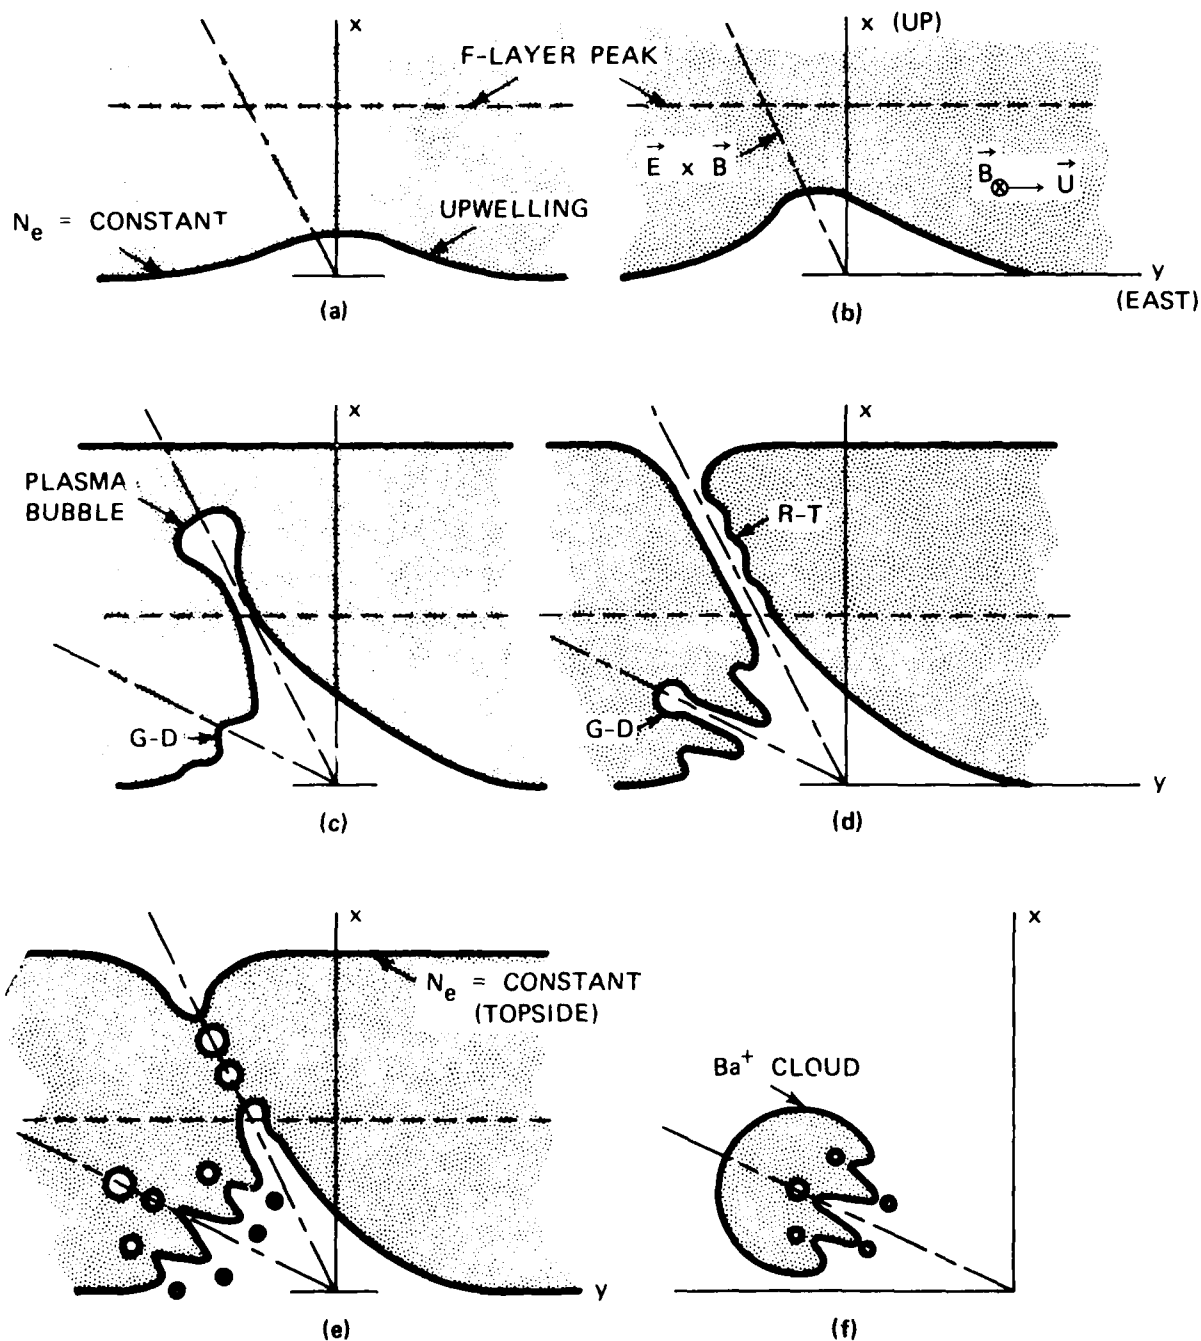 x
x (UP)
F-LAYER PEAK
E x B
B
U
N_e = CONSTANT
UPWELLING
y
(EAST)
(a)
(b)
x
x
PLASMA
BUBBLE
R-T
G-D
G-D
y
(c)
(d)
x
x
N_e = CONSTANT
(TOPSIDE)
Ba+ CLOUD
y
(e)
(f)